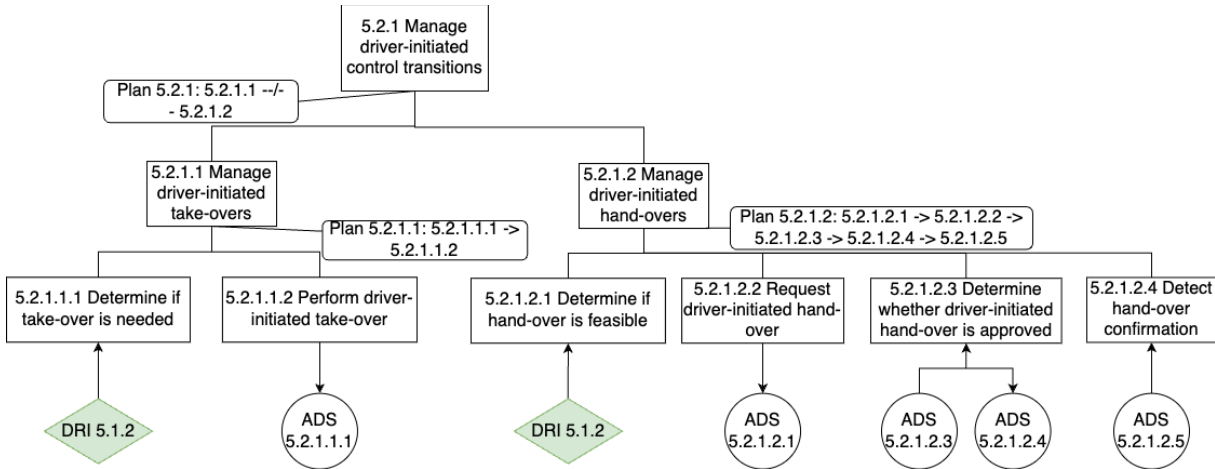 5.2.1 Manage
driver-initiated
control transitions
Plan 5.2.1: 5.2.1.1 --/-
- 5.2.1.2
5.2.1.1 Manage
driver-initiated
take-overs
5.2.1.2 Manage
driver-initiated
hand-overs
Plan 5.2.1.1: 5.2.1.1.1 ->
5.2.1.1.2
Plan 5.2.1.2: 5.2.1.2.1 -> 5.2.1.2.2 ->
5.2.1.2.3 -> 5.2.1.2.4 -> 5.2.1.2.5
5.2.1.1.1 Determine if
take-over is needed
5.2.1.1.2 Perform driver-
initiated take-over
5.2.1.2.1 Determine if
hand-over is feasible
5.2.1.2.2 Request
driver-initiated hand-
over
5.2.1.2.3 Determine
whether driver-initiated
hand-over is approved
5.2.1.2.4 Detect
hand-over
confirmation
DRI 5.1.2
ADS
5.2.1.1.1
DRI 5.1.2
ADS
5.2.1.2.1
ADS
5.2.1.2.3
ADS
5.2.1.2.4
ADS
5.2.1.2.5